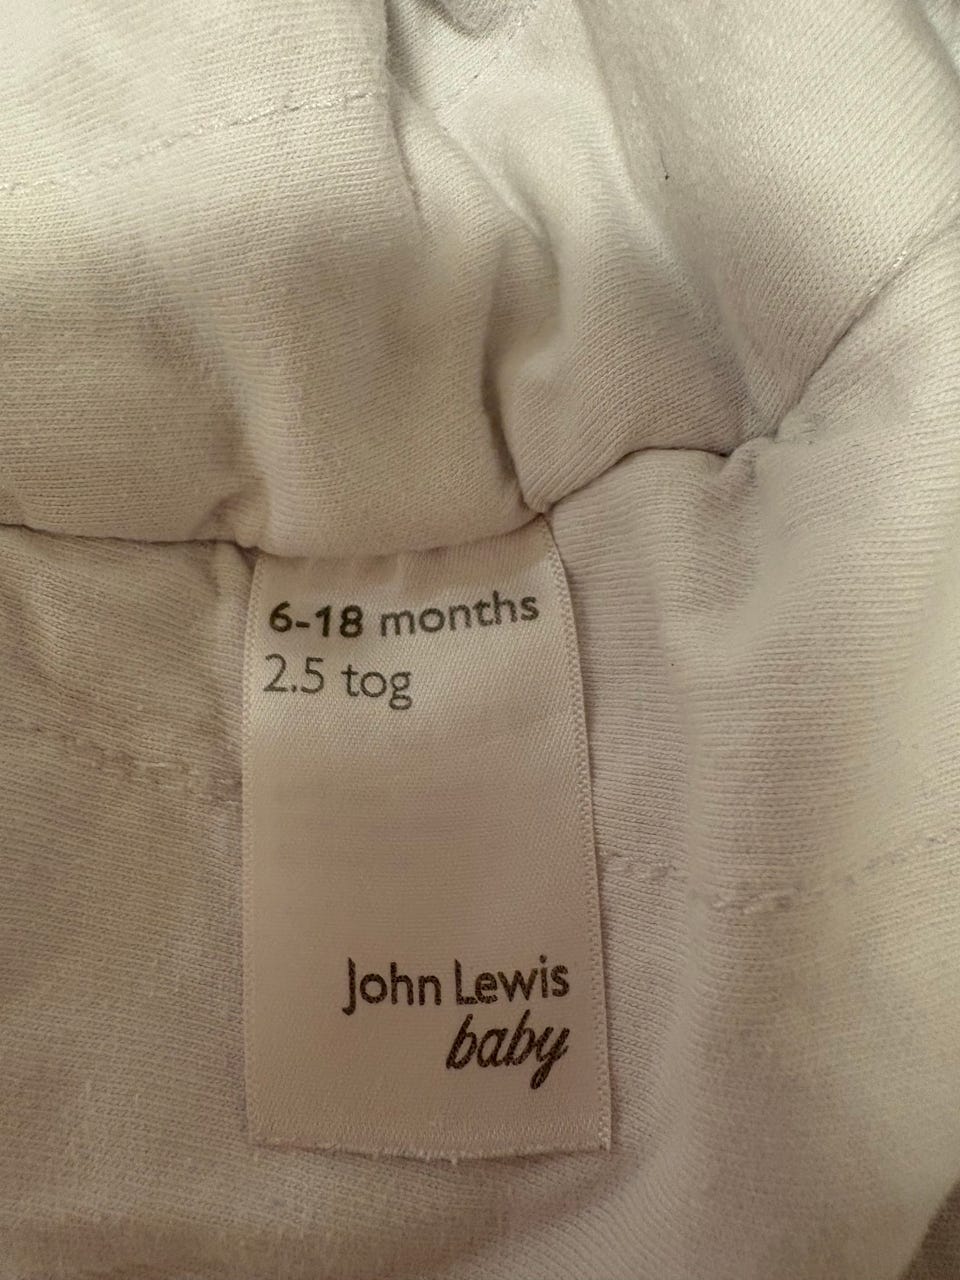 6-18 months
2.5 tog
John Lewis
baby